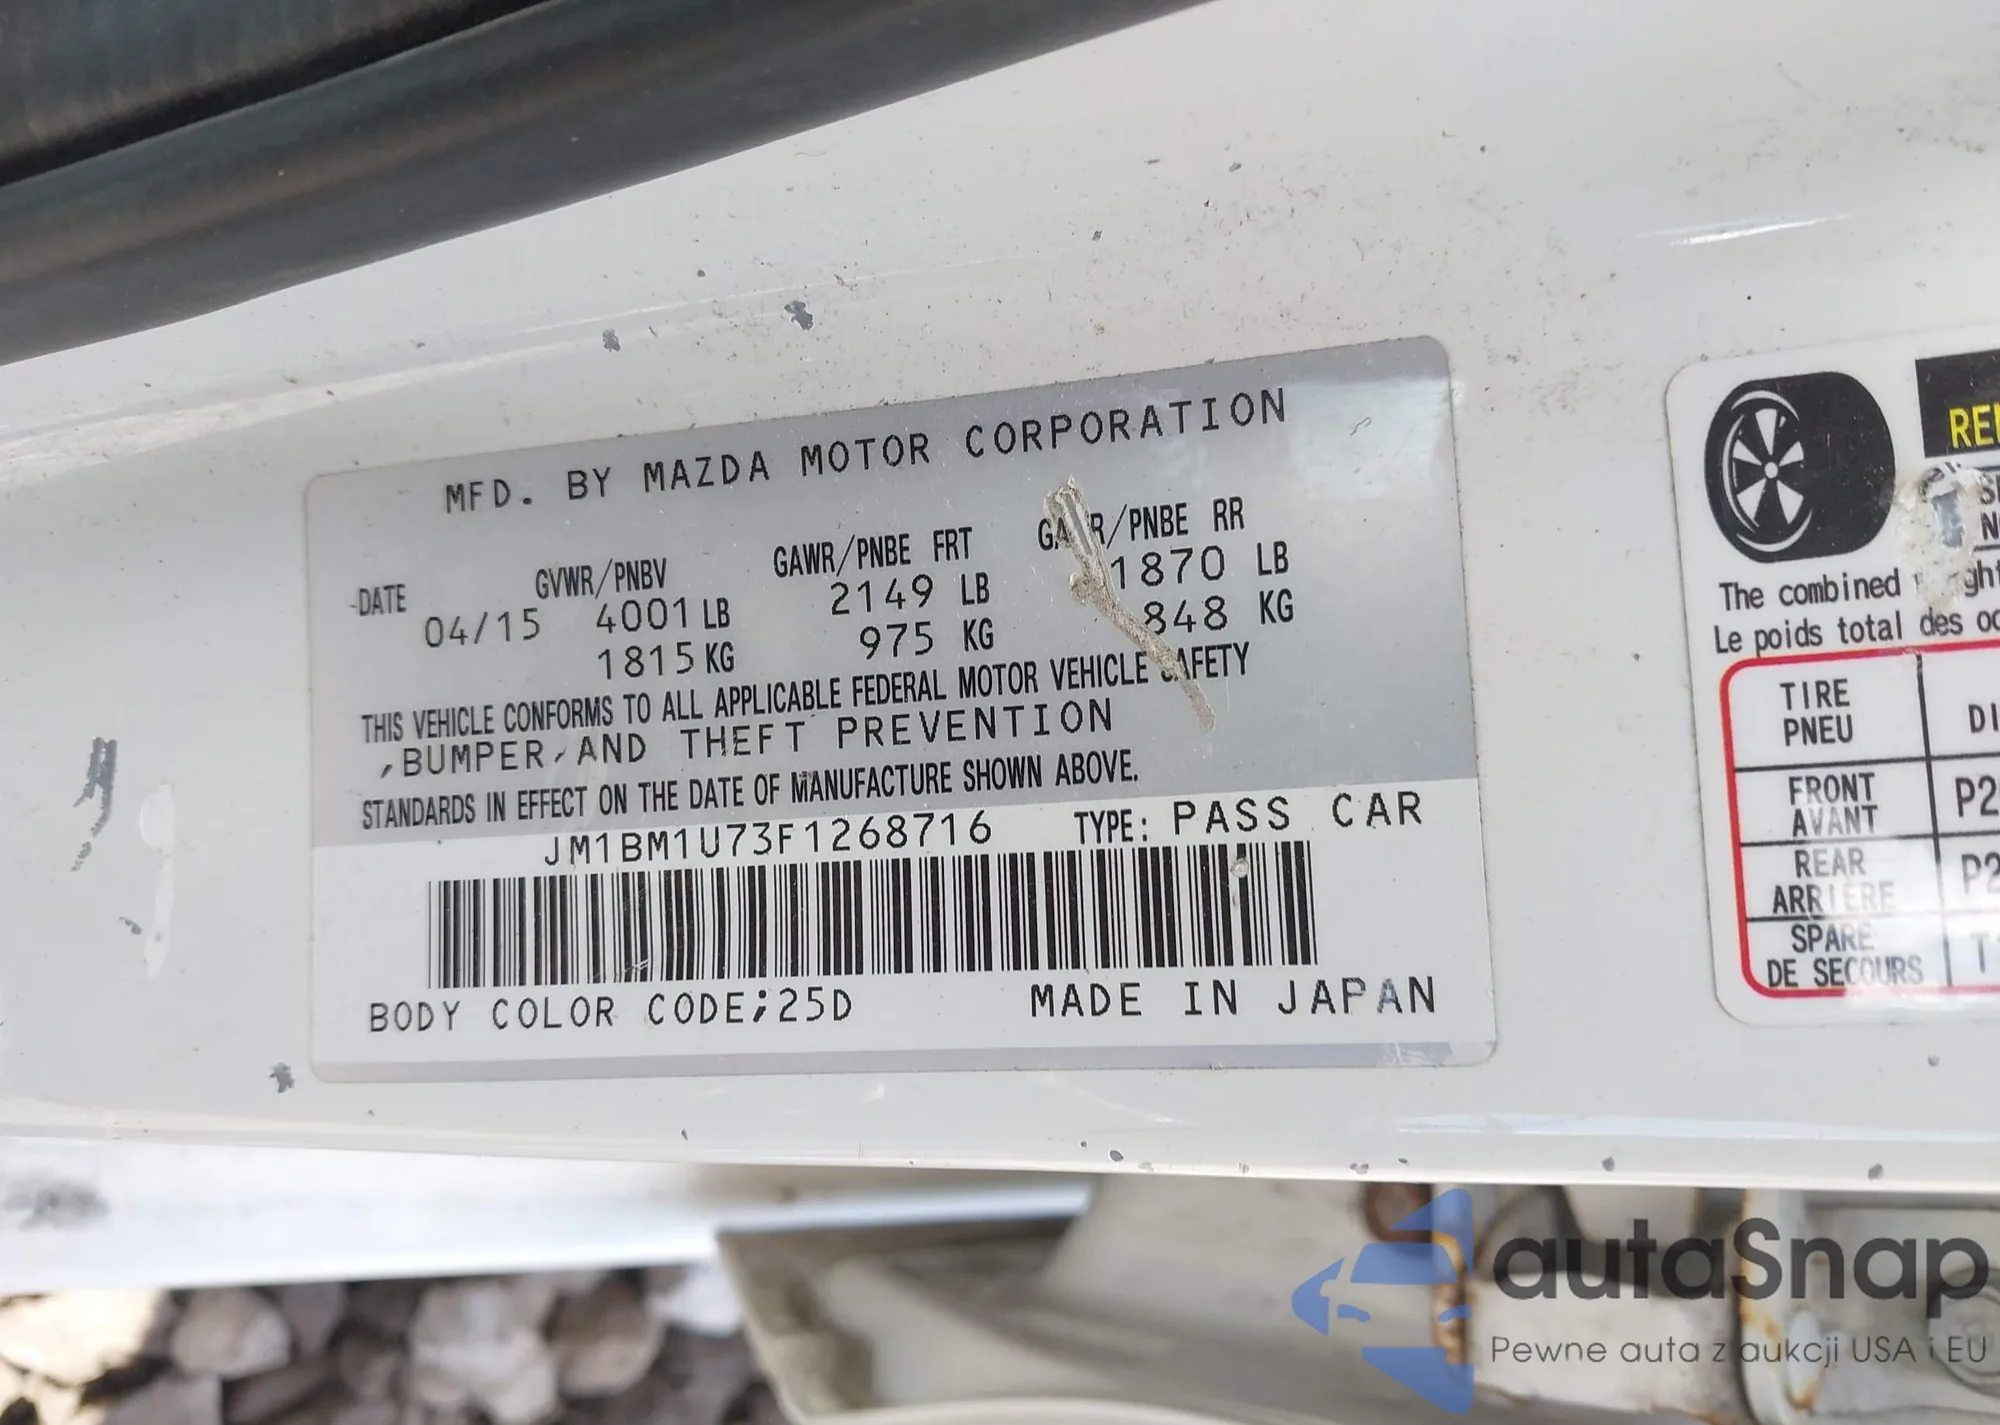 MFD. BY MAZDA MOTOR CORPORATION
DATE GVWR/PNBV GAWR/PNBE FRT GAWR/PNBE RR
04/15 4001 LB 2149 LB 1870 LB
1815 KG 975 KG 848 KG
THIS VEHICLE CONFORMS TO ALL APPLICABLE FEDERAL MOTOR VEHICLE SAFETY
,BUMPER, AND THEFT PREVENTION
STANDARDS IN EFFECT ON THE DATE OF MANUFACTURE SHOWN ABOVE.
JM1BM1U73F1268716 TYPE: PASS CAR
BODY COLOR CODE;25D MADE IN JAPAN
The combined
Le poids total des
TIRE
PNEU
FRONT
AVANT
REAR
ARRIERE
SPARE
DE SECOURS
autaSnap
Pewne auta z aukcji USA i EU